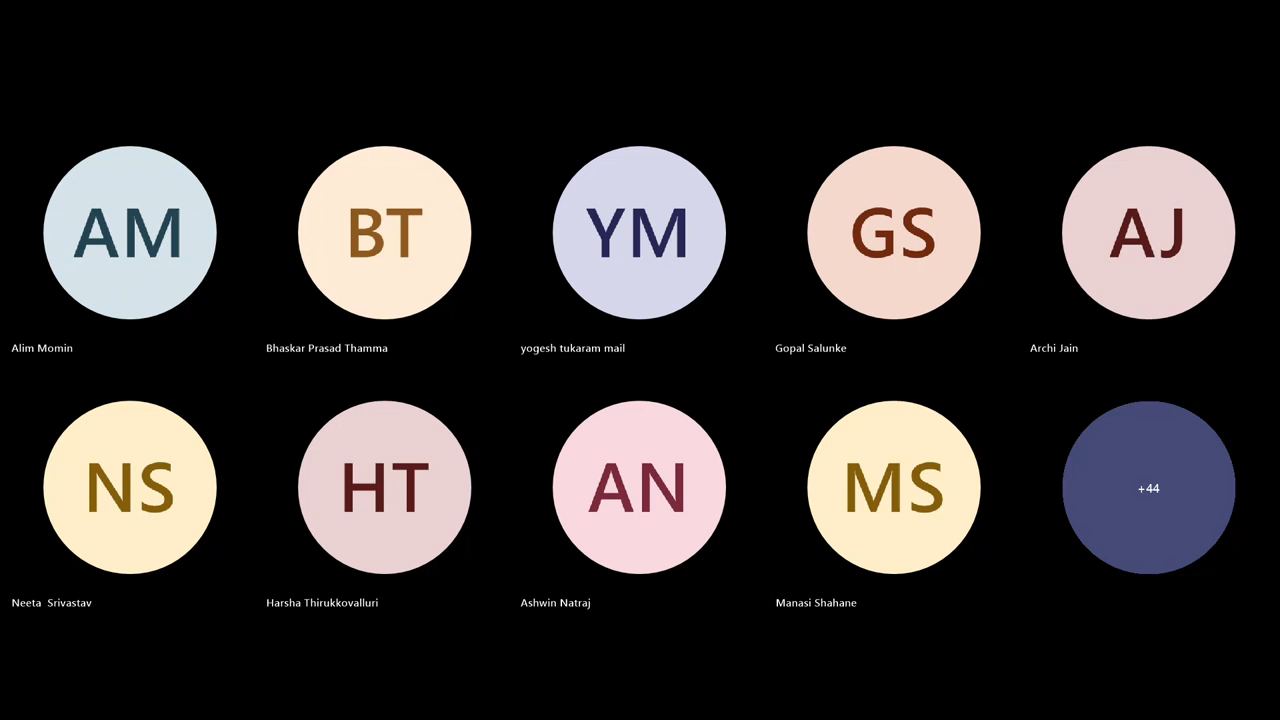 AM
BT
YM
GS
AJ
Alim Momin
Bhaskar Prasad Thamma
yogesh tukaram mail
Gopal Salunke
Archi Jain
NS
HT
AN
MS
+44
Neeta  Srivastav
Harsha Thirukkovalluri
Ashwin Natraj
Manasi Shahane